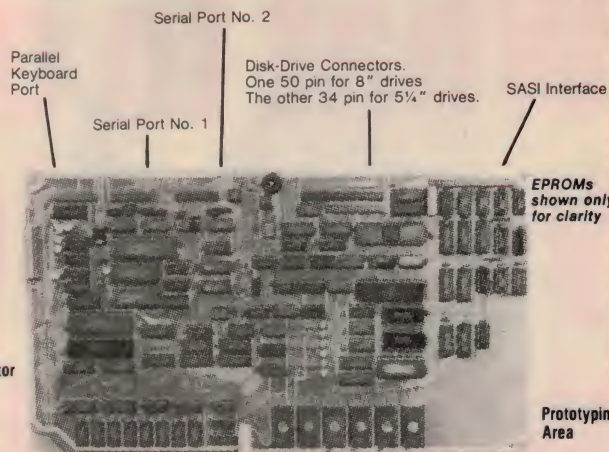 Serial Port No. 2
Parallel
Keyboard
Port
Disk-Drive Connectors.
One 50 pin for 8" drives
The other 34 pin for 5¼" drives.
SASI Interface
Serial Port No. 1
EPROMs
shown only
for clarity
tor
Prototyping
Area